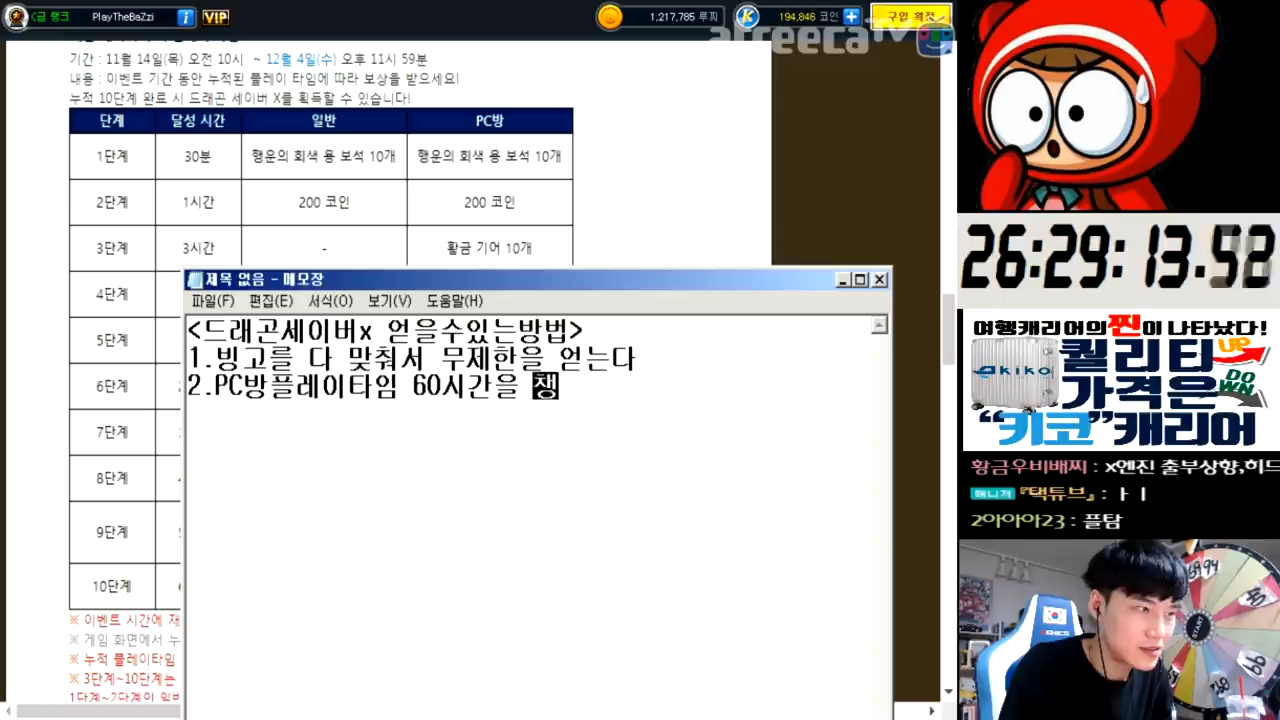 C급 랭크 PlayTheBaZzi VIP 1,217,785 루찌 194,846 코인 구입 확정
afreecaTV
기간 : 11월 14일(목) 오전 10시 ~ 12월 4일(수) 오후 11시 59분
내용 : 이벤트 기간 동안 누적된 플레이 타임에 따라 보상을 받으세요!
누적 10단계 완료 시 드래곤 세이버 X를 획득할 수 있습니다!
단계 달성 시간 일반 PC방
1단계 30분 행운의 회색 용 보석 10개 행운의 회색 용 보석 10개
2단계 1시간 200 코인 200 코인
3단계 3시간 - 황금 기어 10개
4단계
5단계
6단계
7단계
8단계
9단계
10단계
※ 이벤트 시간에 재
※ 게임 화면에서 누
※ 누적 플레이타임
※ 3단계~10단계는
제목 없음 - 메모장
파일(F) 편집(E) 서식(O) 보기(V) 도움말(H)
<드래곤세이버x 얻을수있는방법>
1.빙고를 다 맞춰서 무제한을 얻는다
2.PC방플레이타임 60시간을 챙
26:29:13.52
여행캐리어의 찐이 나타났다!
akiko
퀄리티 UP
가격은 DOWN
“키코”캐리어
황금우비배찌 : x엔진 출부상향,히드
매니저 『택튜브』 : ㅏㅣ
2아아아23 : 플탐
START
XENICS